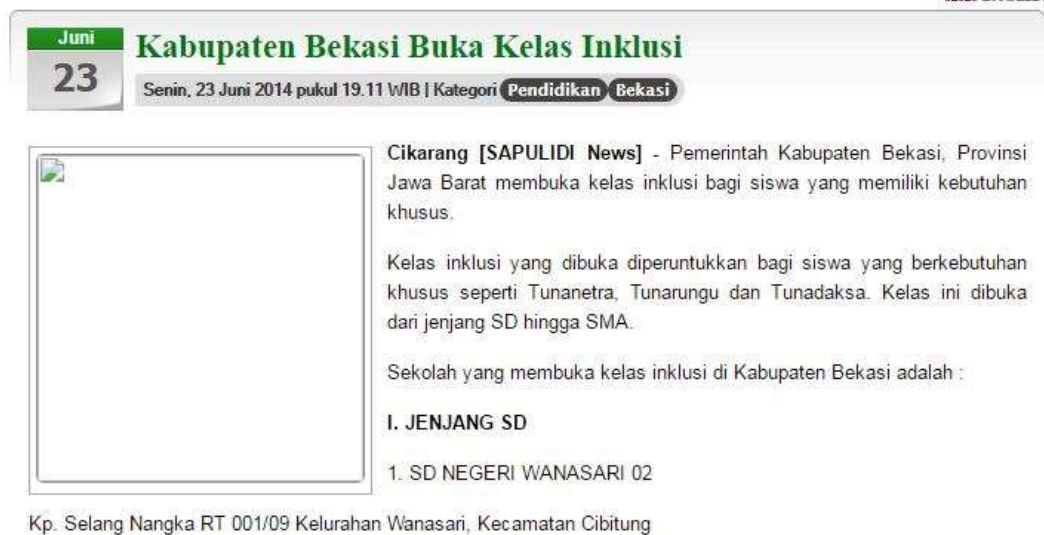 Juni
23
Kabupaten Bekasi Buka Kelas Inklusi
Senin, 23 Juni 2014 pukul 19.11 WIB | Kategori Pendidikan Bekasi
Cikarang [SAPULIDI News] - Pemerintah Kabupaten Bekasi, Provinsi
Jawa Barat membuka kelas inklusi bagi siswa yang memiliki kebutuhan
khusus.
Kelas inklusi yang dibuka diperuntukkan bagi siswa yang berkebutuhan
khusus seperti Tunanetra, Tunarungu dan Tunadaksa. Kelas ini dibuka
dari jenjang SD hingga SMA.
Sekolah yang membuka kelas inklusi di Kabupaten Bekasi adalah :
I. JENJANG SD
1. SD NEGERI WANASARI 02
Kp. Selang Nangka RT 001/09 Kelurahan Wanasari, Kecamatan Cibitung